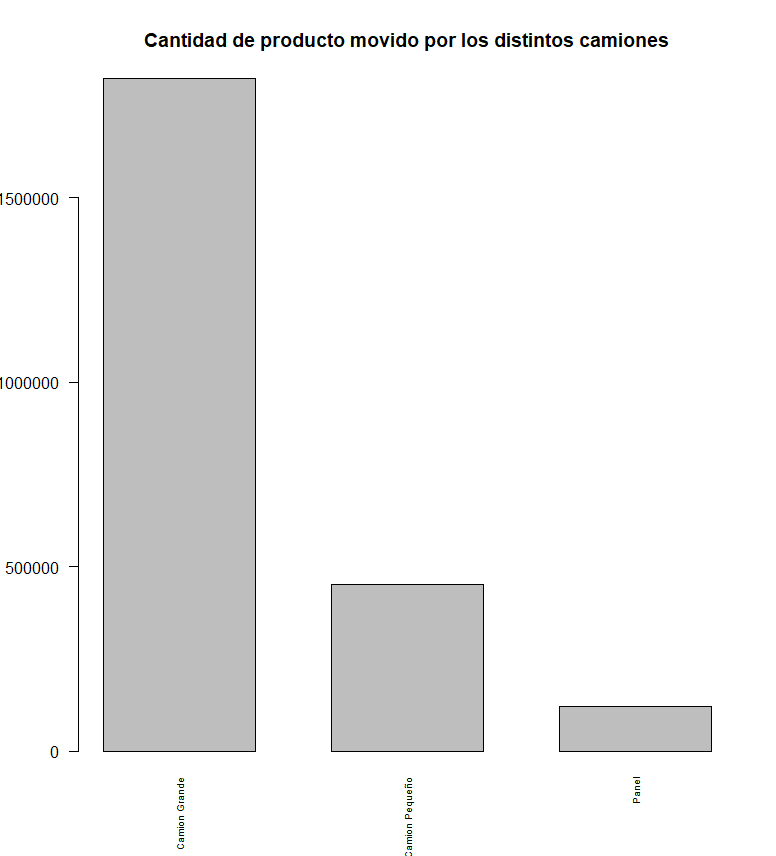 Cantidad de producto movido por los distintos camiones
1500000
1000000
500000
0
Camion Grande
Camion Pequeño
Panel